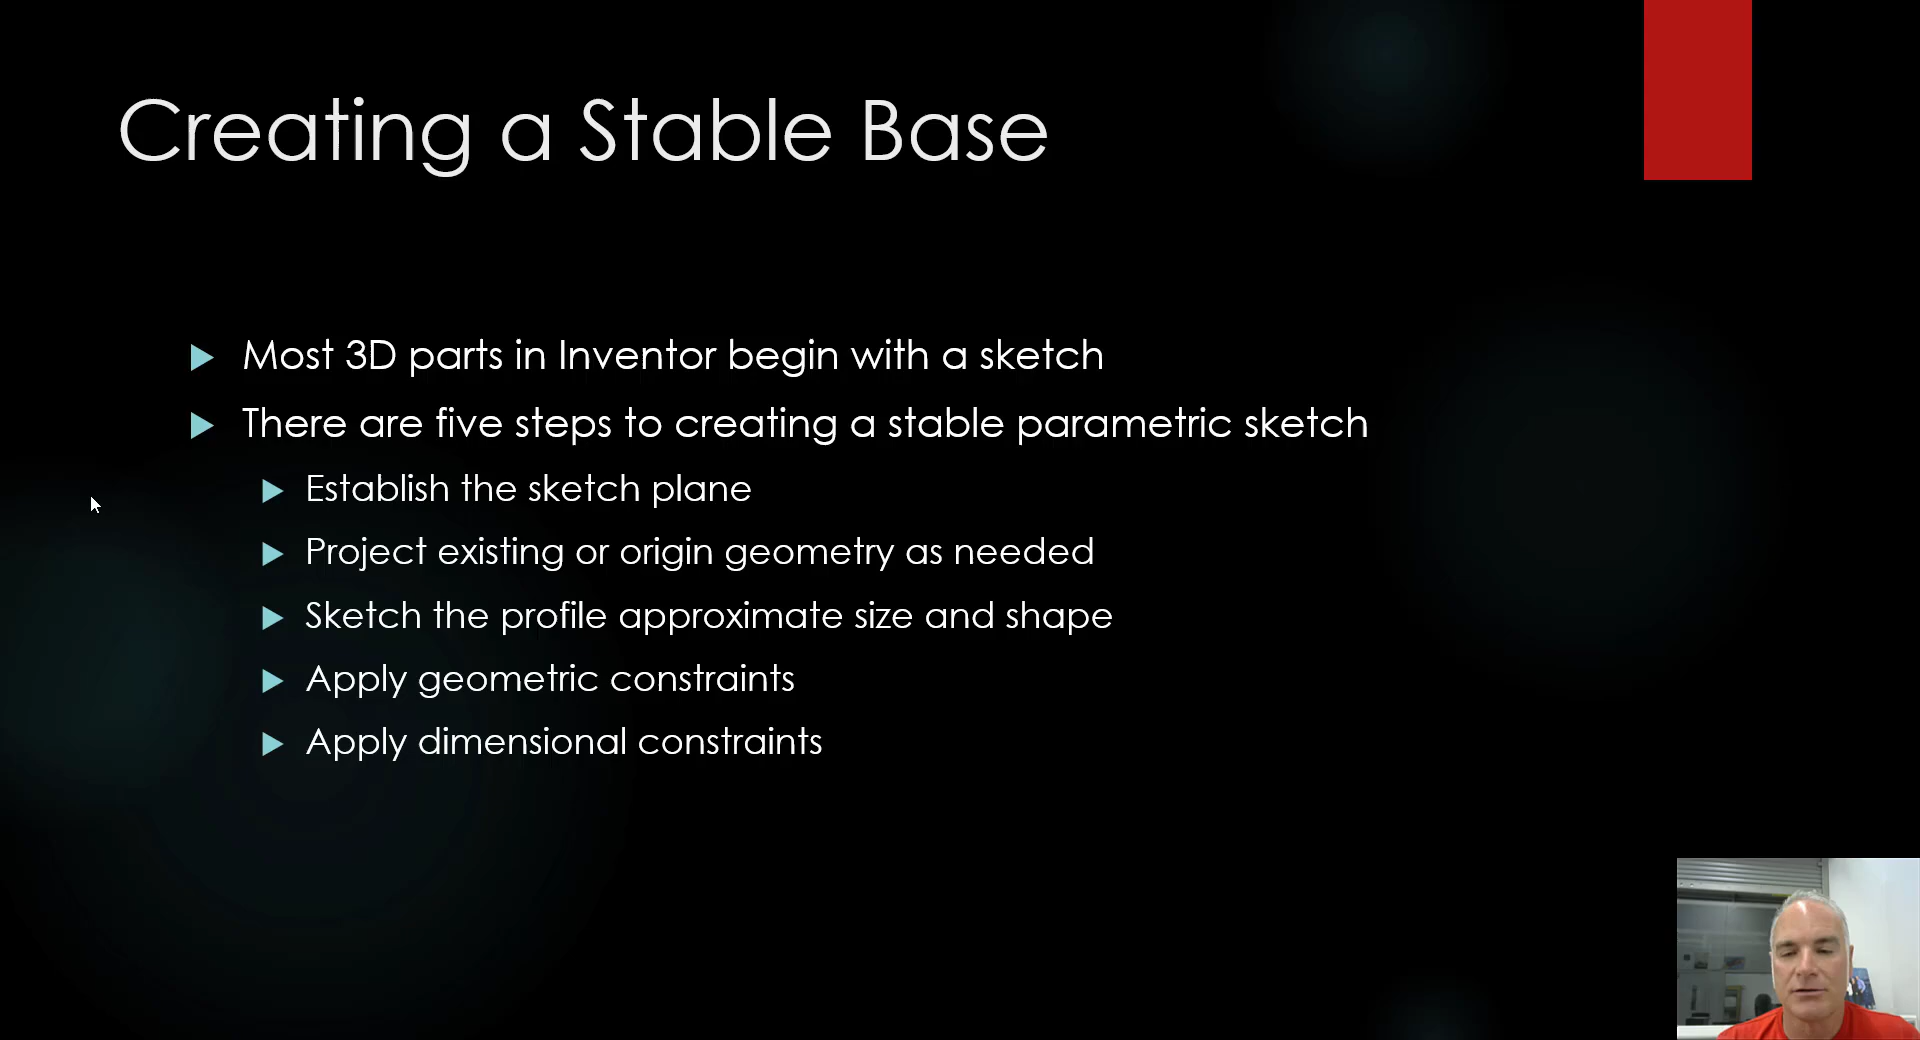 Creating a Stable Base
Most 3D parts in Inventor begin with a sketch
There are five steps to creating a stable parametric sketch
Establish the sketch plane
Project existing or origin geometry as needed
Sketch the profile approximate size and shape
Apply geometric constraints
Apply dimensional constraints